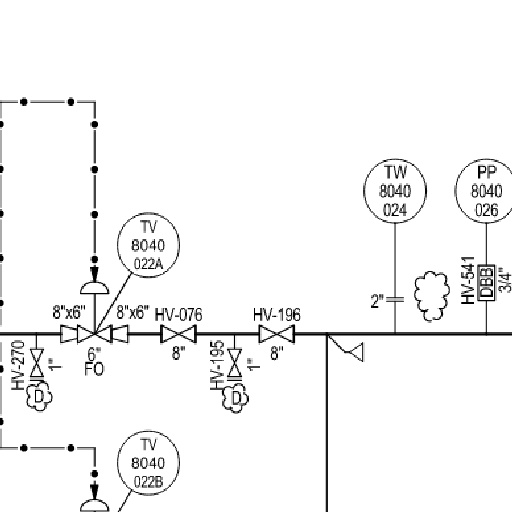 TW
8040
024
PP
8040
026
TV
8040
022A
HV-541
DBB
3/4"
2"
8"x6"
8"x6"
HV-076
HV-196
6"
FO
8"
8"
HV-270
1"
D
HV-195
1"
D
TV
8040
022B